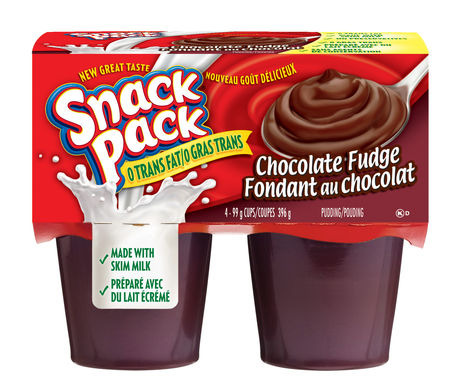 NEW GREAT TASTE
NOUVEAU GOÛT DÉLICIEUX
Snack
Pack
0 TRANS FAT/0 GRAS TRANS
Chocolate Fudge
Fondant au chocolat
4 - 99 g CUPS/COUPES 396 g
PUDDING/POUDING
K D
✓ MADE WITH
SKIM MILK
✓ PRÉPARÉ AVEC
DU LAIT ÉCRÉMÉ